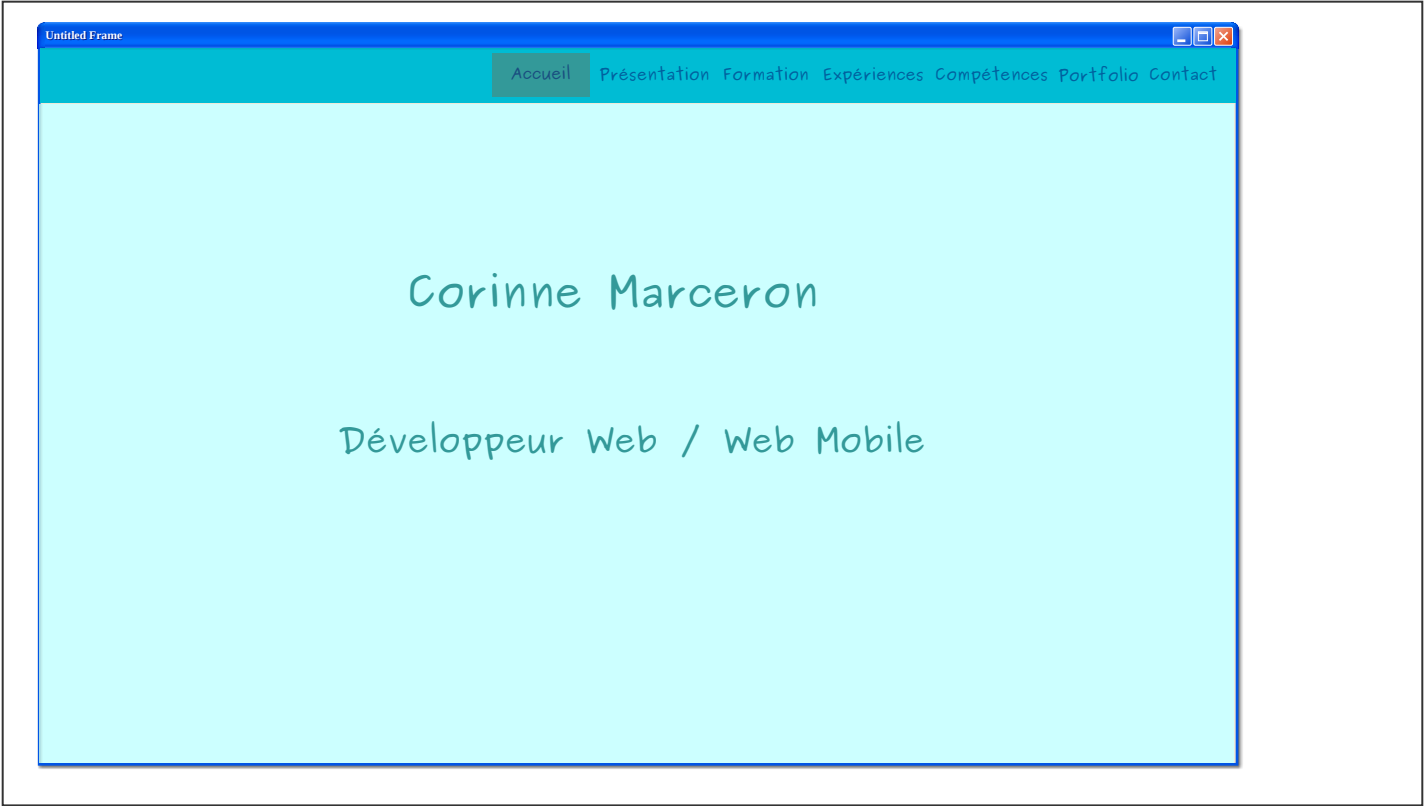 Untitled Frame
Accueil Présentation Formation Expériences Compétences Portfolio Contact
Corinne Marceron
Développeur Web / Web Mobile